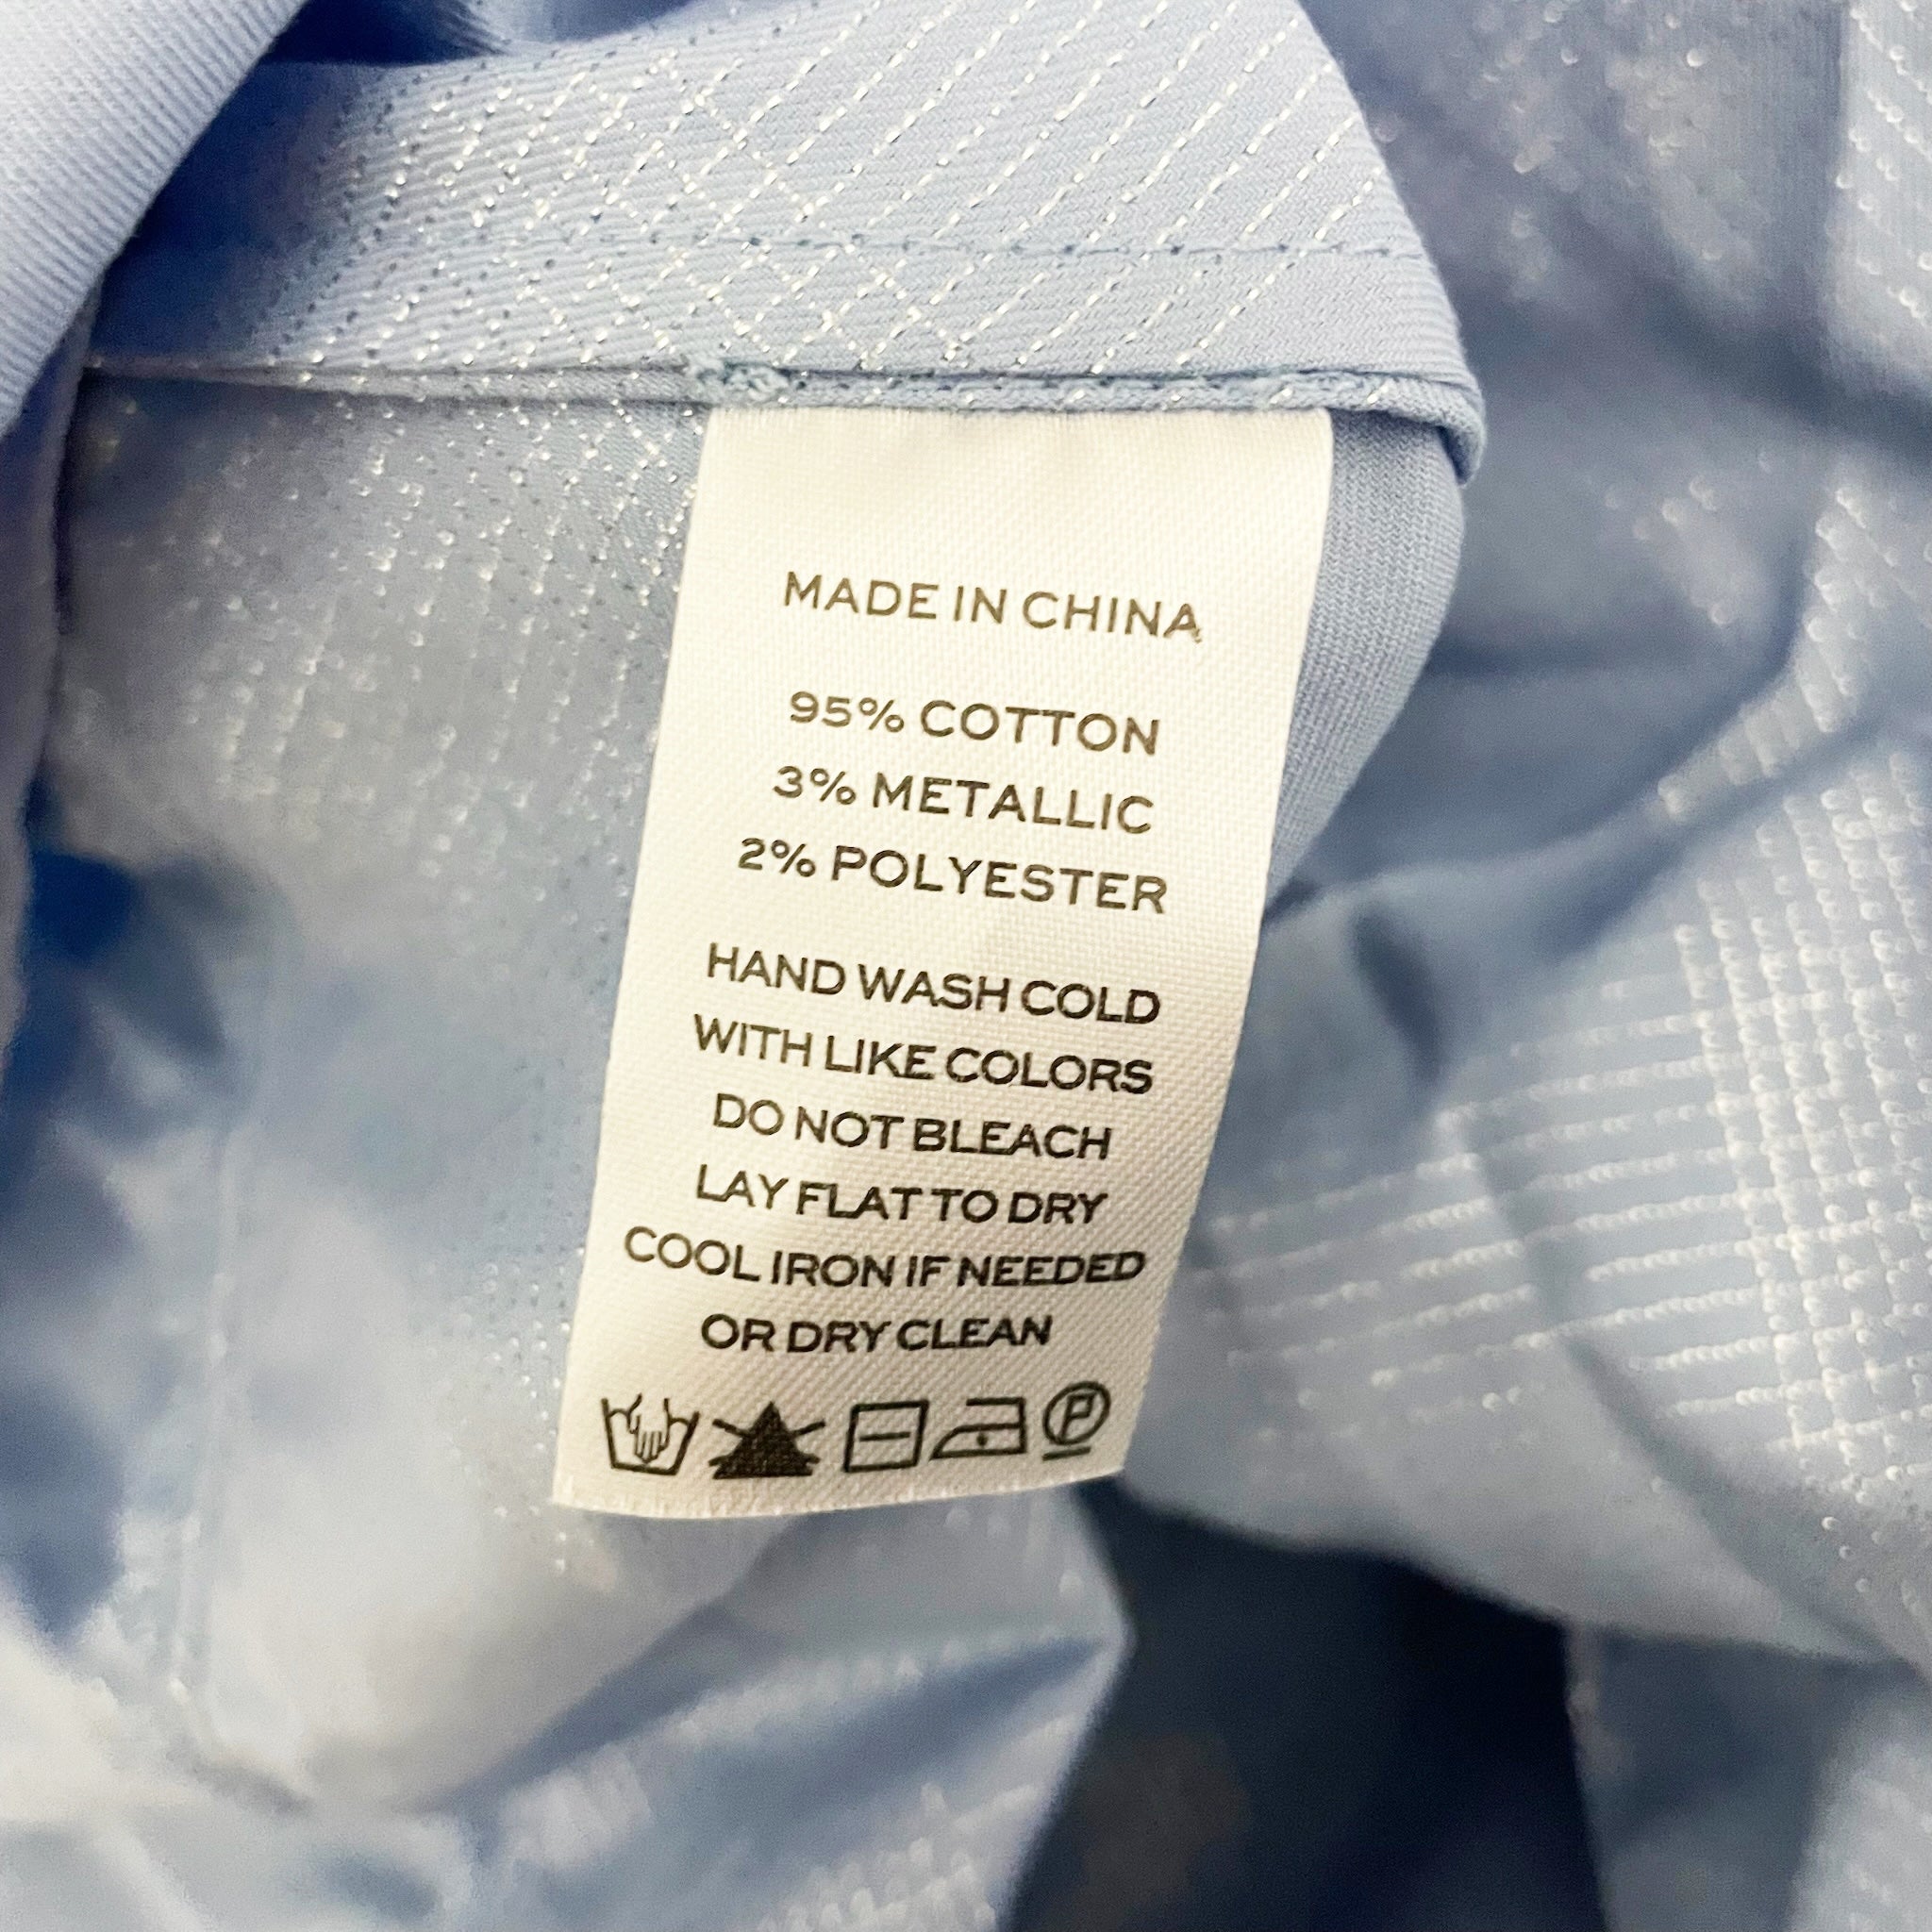 MADE IN CHINA
95% COTTON
3% METALLIC
2% POLYESTER
HAND WASH COLD
WITH LIKE COLORS
DO NOT BLEACH
LAY FLAT TO DRY
COOL IRON IF NEEDED
OR DRY CLEAN
P